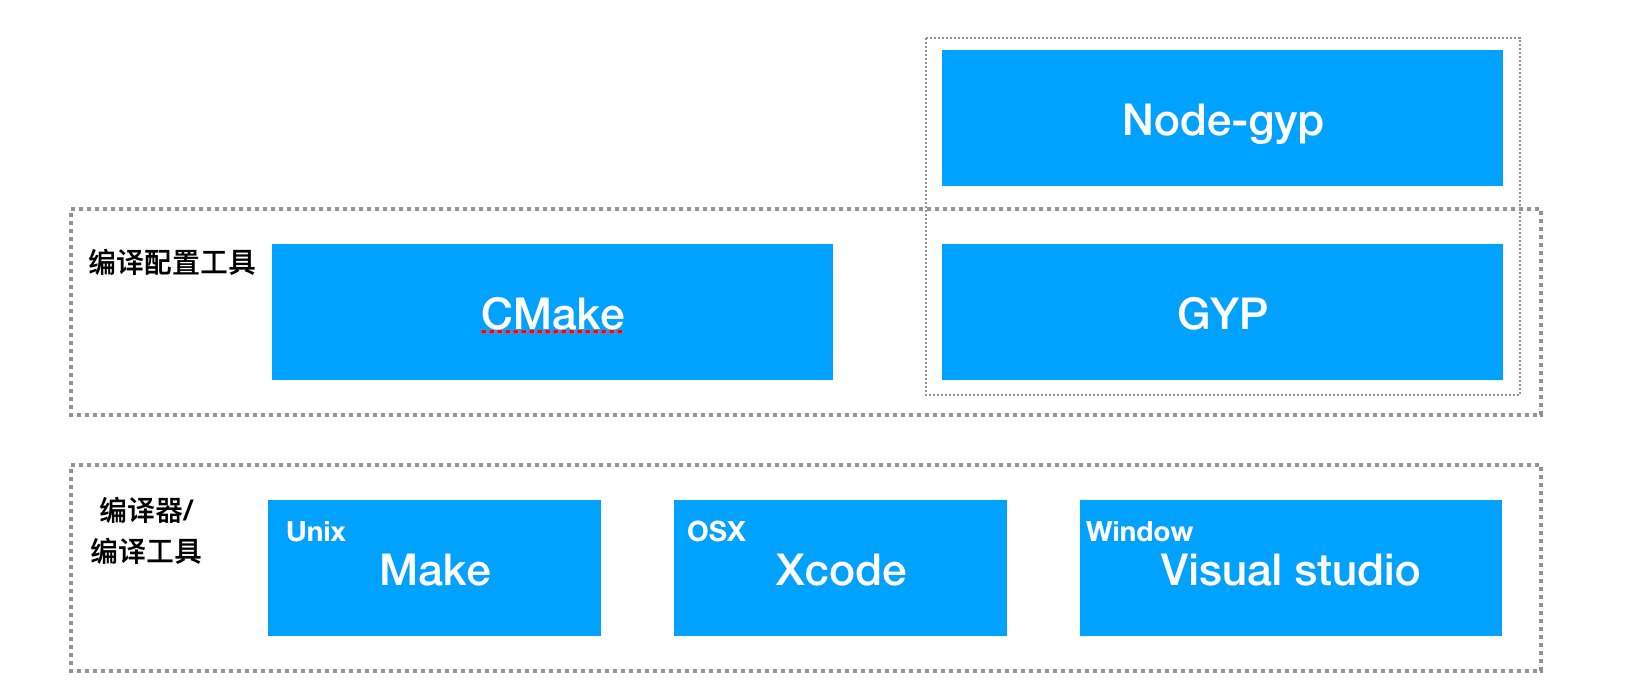 Node-gyp
编译配置工具
CMake
GYP
编译器/
编译工具
Unix
Make
OSX
Xcode
Window
Visual studio